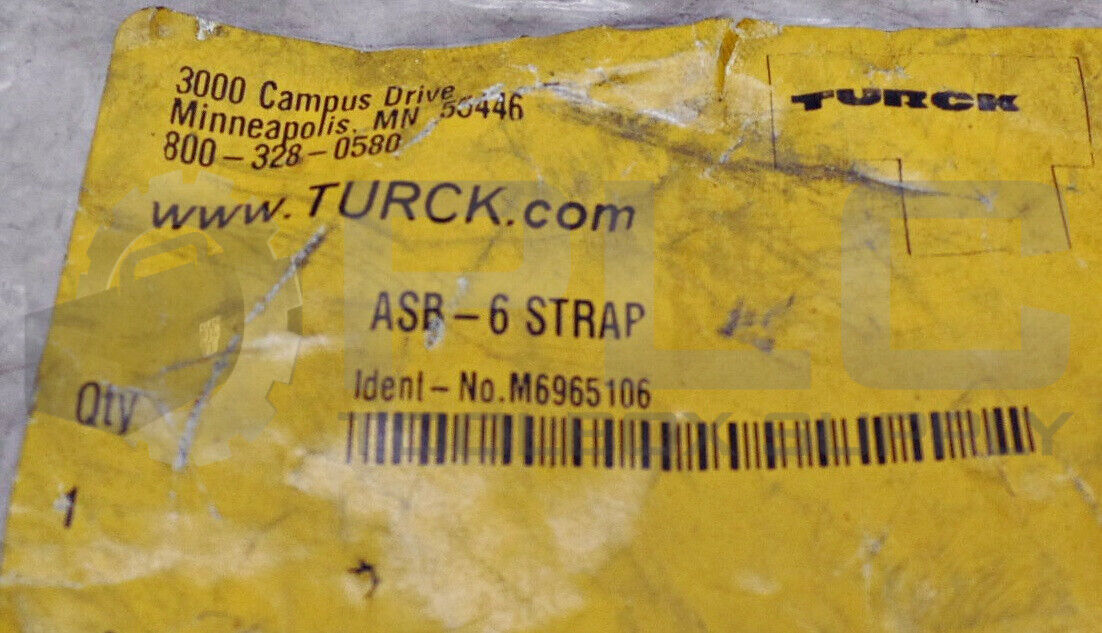 3000 Campus Drive
Minneapolis, MN 55446
800-328-0580
TURCK
www.TURCK.com
ASB-6 STRAP
Ident-No.M6965106
Qty
1
PLC